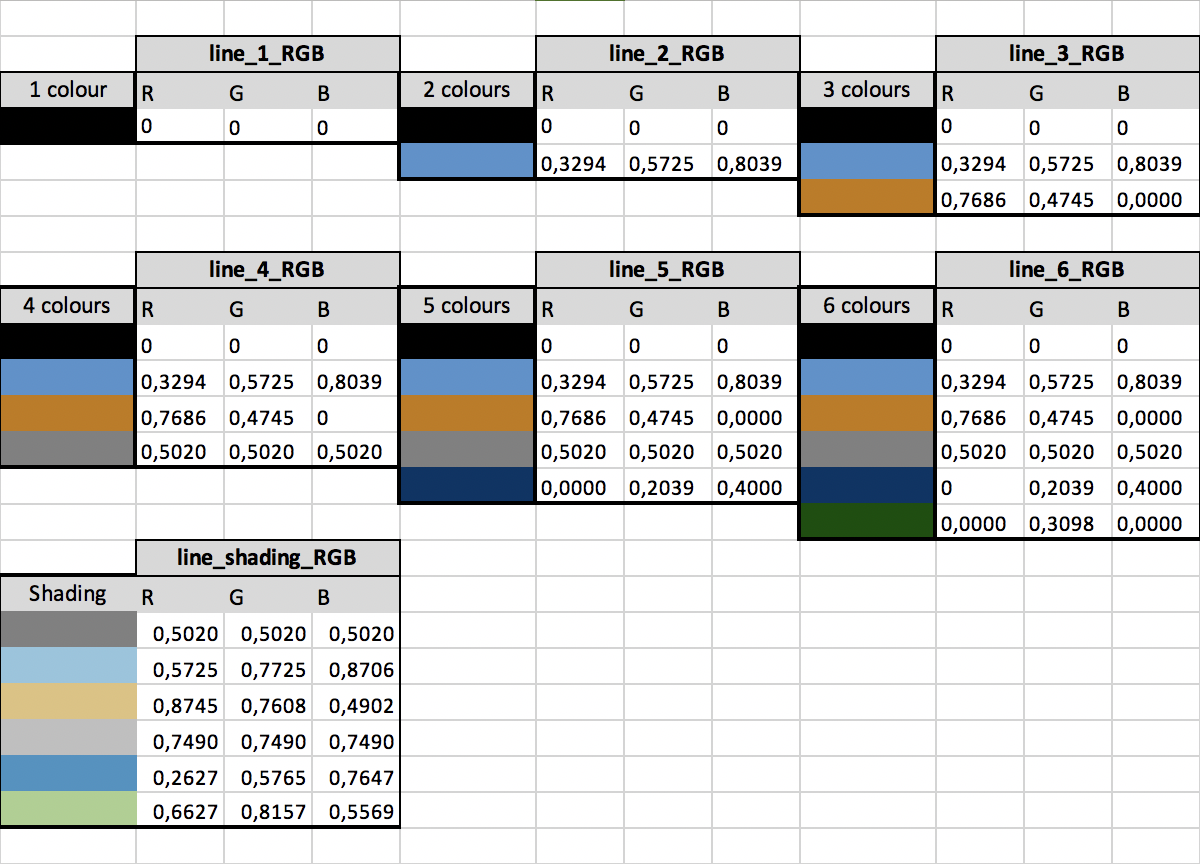 line_1_RGB line_2_RGB line_3_RGB
1 colour R G B 2 colours R G B 3 colours R G B
0 0 0 0 0 0 0 0 0
0,3294 0,5725 0,8039 0,3294 0,5725 0,8039
0,7686 0,4745 0,0000
line_4_RGB line_5_RGB line_6_RGB
4 colours R G B 5 colours R G B 6 colours R G B
0 0 0 0 0 0 0 0 0
0,3294 0,5725 0,8039 0,3294 0,5725 0,8039 0,3294 0,5725 0,8039
0,7686 0,4745 0 0,7686 0,4745 0,0000 0,7686 0,4745 0,0000
0,5020 0,5020 0,5020 0,5020 0,5020 0,5020 0,5020 0,5020 0,5020
0,0000 0,2039 0,4000 0 0,2039 0,4000
0,0000 0,3098 0,0000
line_shading_RGB
Shading R G B
0,5020 0,5020 0,5020
0,5725 0,7725 0,8706
0,8745 0,7608 0,4902
0,7490 0,7490 0,7490
0,2627 0,5765 0,7647
0,6627 0,8157 0,5569